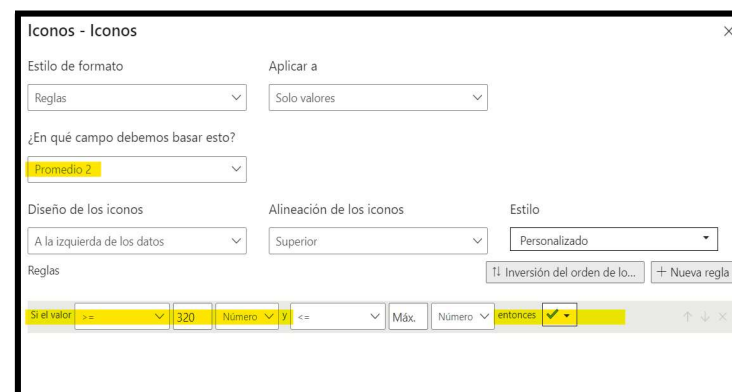 Iconos - Iconos
Estilo de formato Aplicar a
Reglas Solo valores
¿En qué campo debemos basar esto?
Promedio 2
Diseño de los iconos Alineación de los iconos Estilo
A la izquierda de los datos Superior Personalizado
Reglas Inversión del orden de lo... + Nueva regla
Si el valor >= 320 Número y <= Máx. Número entonces